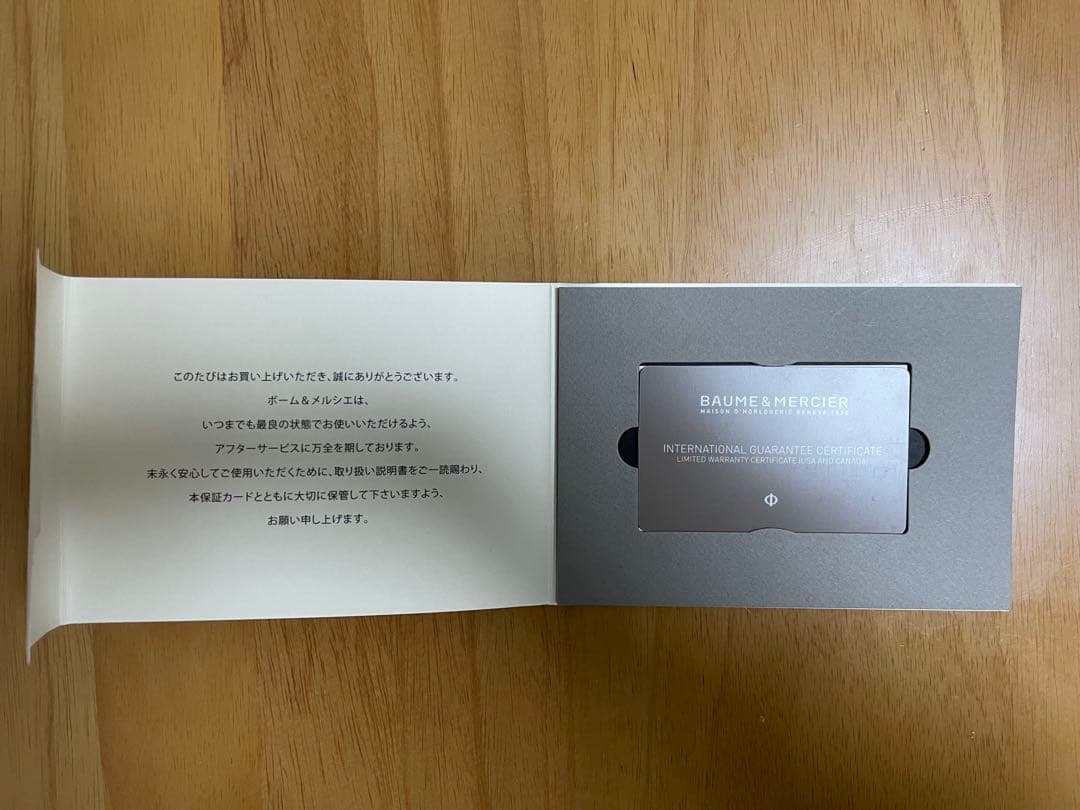 このたびはお買い上げいただき、誠にありがとうございます。
ボーム＆メルシエは、
いつまでも最良の状態でお使いいただけるよう、
アフターサービスに万全を期しております。
末永く安心してご使用いただくために、取り扱い説明書をご一読賜わり、
本保証カードとともに大切に保管して下さいますよう、
お願い申し上げます。
BAUME & MERCIER
MAISON D'HORLOGERIE GENEVA 1830
INTERNATIONAL GUARANTEE CERTIFICATE
LIMITED WARRANTY CERTIFICATE (USA AND CANADA)